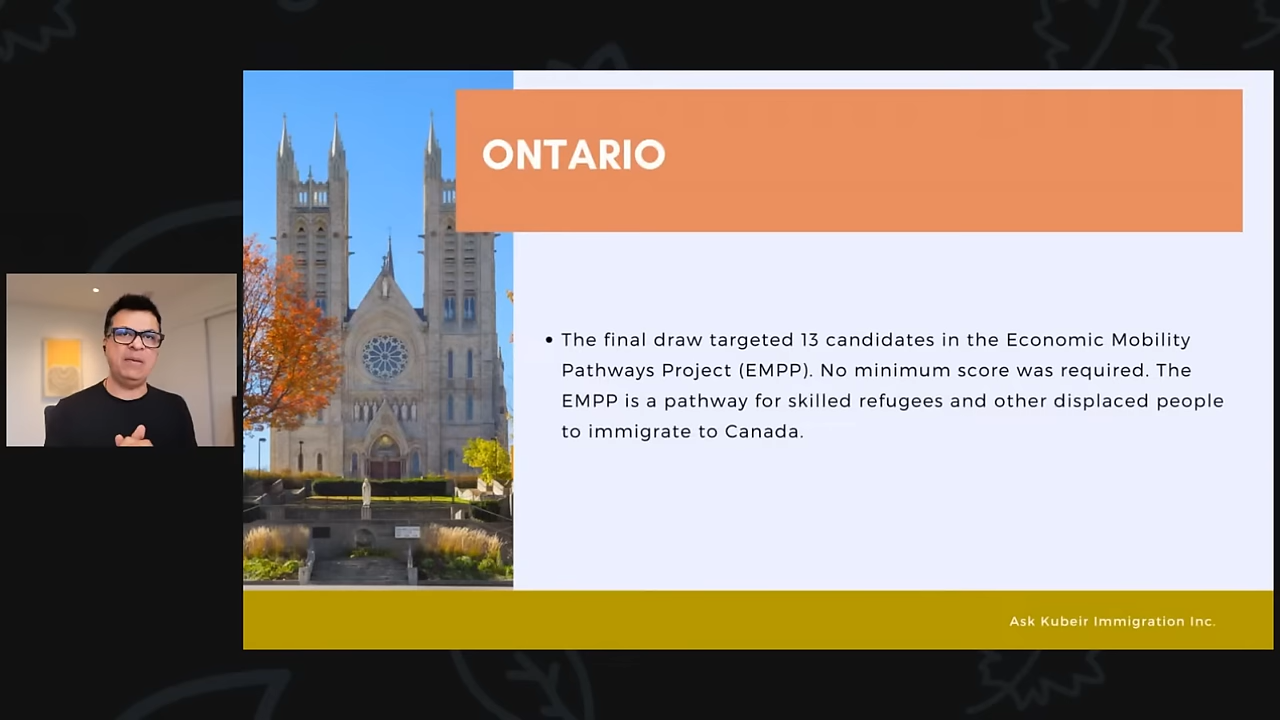 ONTARIO
• The final draw targeted 13 candidates in the Economic Mobility
Pathways Project (EMPP). No minimum score was required. The
EMPP is a pathway for skilled refugees and other displaced people
to immigrate to Canada.
Ask Kubeir Immigration Inc.